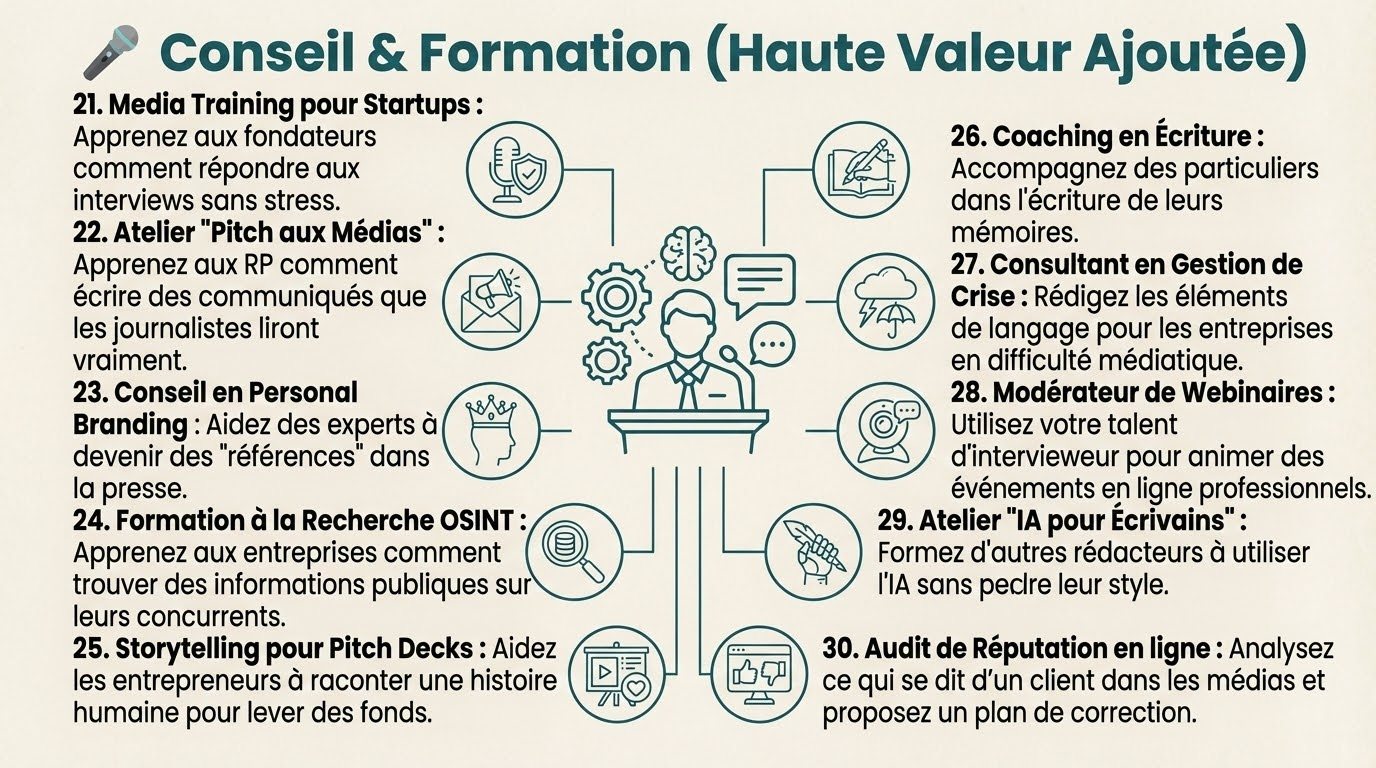 Conseil & Formation (Haute Valeur Ajoutée)
21. Media Training pour Startups :
Apprenez aux fondateurs
comment répondre aux
interviews sans stress.
22. Atelier "Pitch aux Médias" :
Apprenez aux RP comment
écrire des communiqués que
les journalistes liront
vraiment.
23. Conseil en Personal
Branding : Aidez des experts à
devenir des "références" dans
la presse.
24. Formation à la Recherche OSINT :
Apprenez aux entreprises comment
trouver des informations publiques sur
leurs concurrents.
25. Storytelling pour Pitch Decks : Aidez
les entrepreneurs à raconter une histoire
humaine pour lever des fonds.
26. Coaching en Écriture :
Accompagnez des particuliers
dans l'écriture de leurs
mémoires.
27. Consultant en Gestion de
Crise : Rédigez les éléments
de langage pour les entreprises
en difficulté médiatique.
28. Modérateur de Webinaires :
Utilisez votre talent
d'intervieweur pour animer des
événements en ligne professionnels.
29. Atelier "IA pour Écrivains" :
Formez d'autres rédacteurs à utiliser
l'IA sans pedre leur style.
30. Audit de Réputation en ligne : Analysez
ce qui se dit d’un client dans les médias et
proposez un plan de correction.